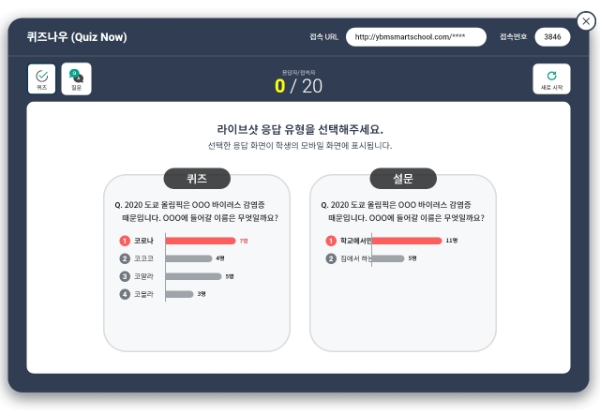 퀴즈나우 (Quiz Now)
접속 URL
http://ybmsmartschool.com/****
접속번호
3846
퀴즈
설문
응답자/접속자
0 / 20
새로 시작
라이브샷 응답 유형을 선택해주세요.
선택한 응답 화면이 학생의 모바일 화면에 표시됩니다.
퀴즈
Q. 2020 도쿄 올림픽은 OOO 바이러스 감염증
때문입니다. OOO에 들어갈 이름은 무엇일까요?
1 코로나 7명
2 코코코 4명
3 코알라 5명
4 코뿔라 3명
설문
Q. 2020 도쿄 올림픽은 OOO 바이러스 감염증
때문입니다. OOO에 들어갈 이름은 무엇일까요?
1 학교에서만 11명
2 집에서 하는 5명